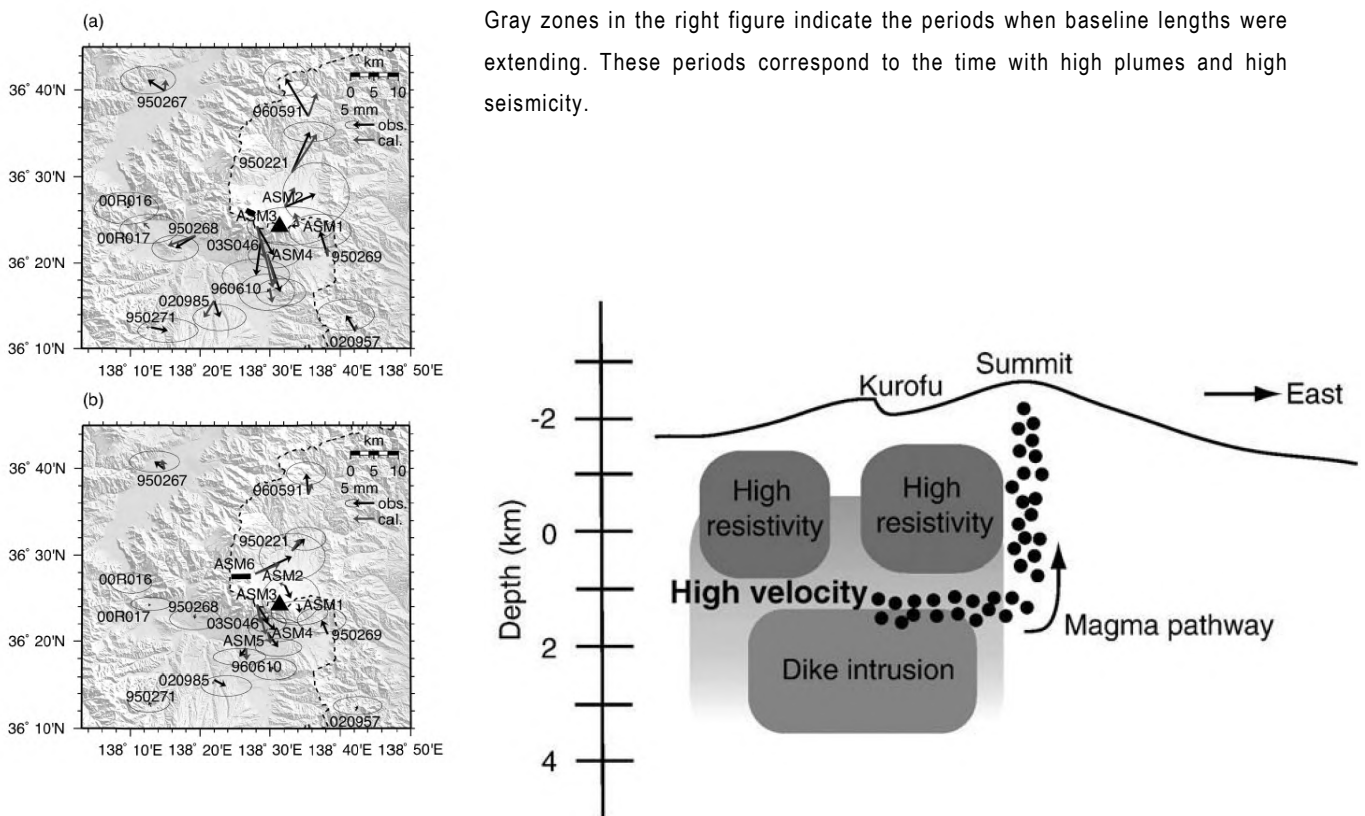 Gray zones in the right figure indicate the periods when baseline lengths were
extending. These periods correspond to the time with high plumes and high
seismicity.
(a)
km
0 5 10
5 mm
obs.
cal.
36° 40'N
36° 30'N
36° 20'N
36° 10'N
950267
960591
950221
00R016
ASM2
ASM3
00R017
950268
ASM1
03S046
ASM4
950269
960610
020985
950271
020957
138° 10'E 138° 20'E 138° 30'E 138° 40'E 138° 50'E
(b)
km
0 5 10
5 mm
obs.
cal.
36° 40'N
36° 30'N
36° 20'N
36° 10'N
950267
960591
950221
ASM6
00R016
ASM2
ASM3
00R017
950268
ASM1
03S046
ASM4
950269
ASM5
960610
020985
950271
020957
138° 10'E 138° 20'E 138° 30'E 138° 40'E 138° 50'E
Summit
Kurofu
East
Depth (km)
-2
0
2
4
High
resistivity
High
resistivity
High velocity
Magma pathway
Dike intrusion